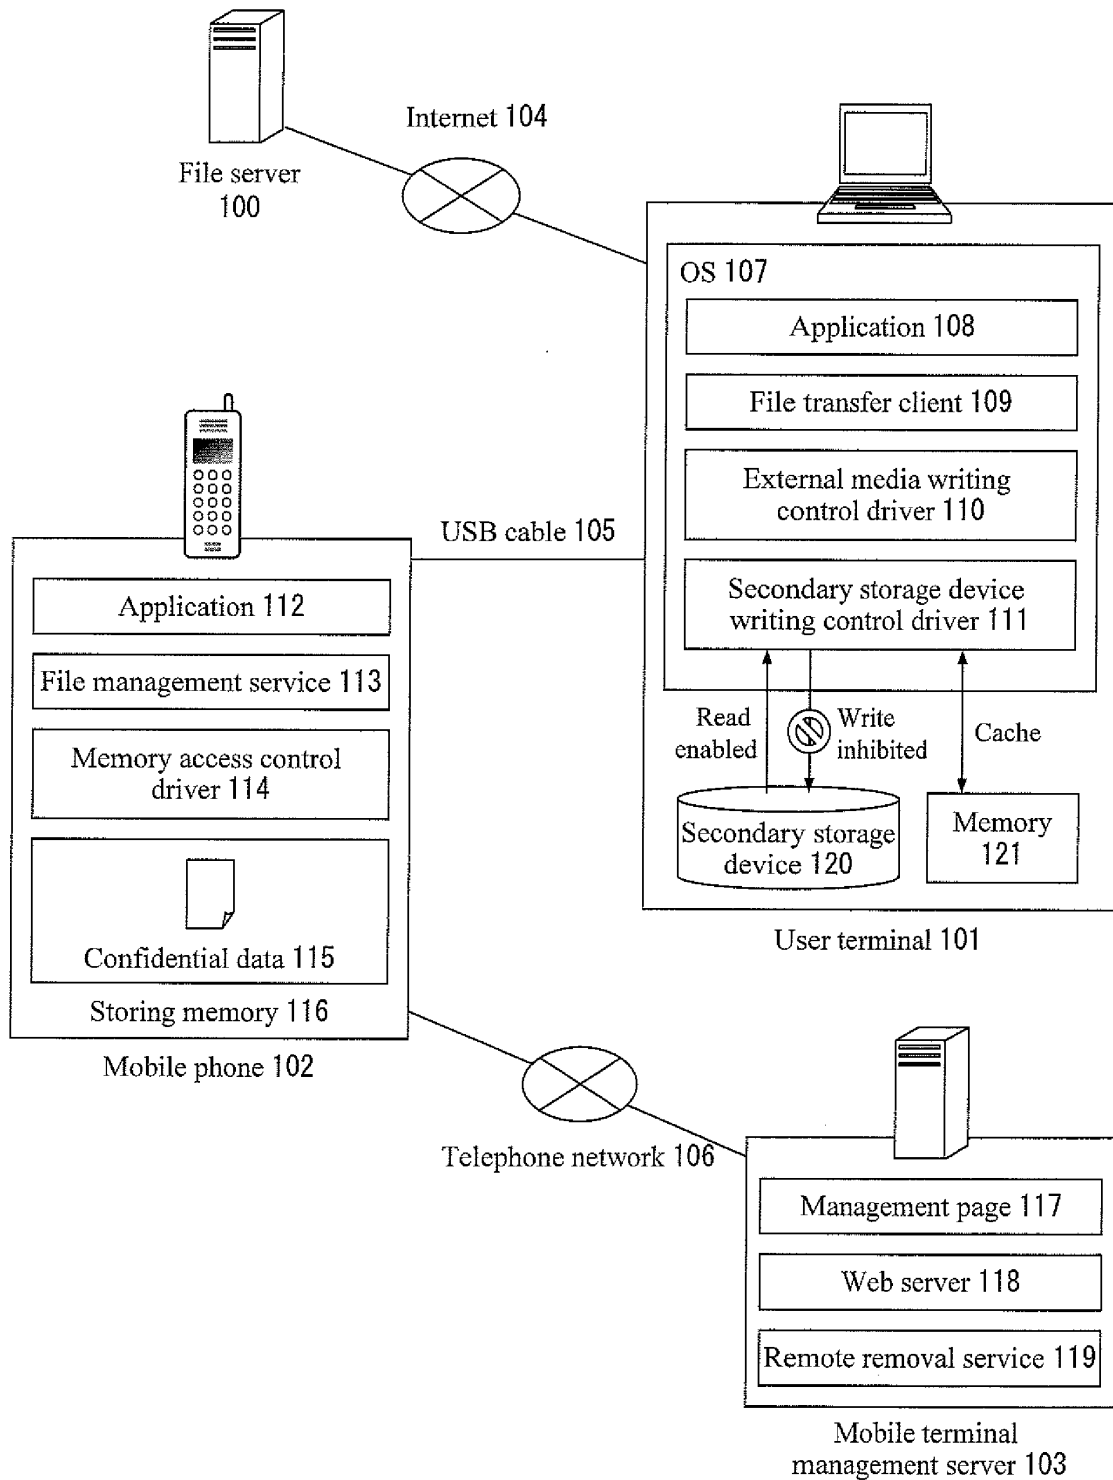 Internet 104
File server
100
OS 107
Application 108
File transfer client 109
External media writing
control driver 110
Secondary storage device
writing control driver 111
Read
enabled
Write
inhibited
Cache
Secondary storage
device 120
Memory
121
User terminal 101
USB cable 105
Application 112
File management service 113
Memory access control
driver 114
Confidential data 115
Storing memory 116
Mobile phone 102
Telephone network 106
Management page 117
Web server 118
Remote removal service 119
Mobile terminal
management server 103